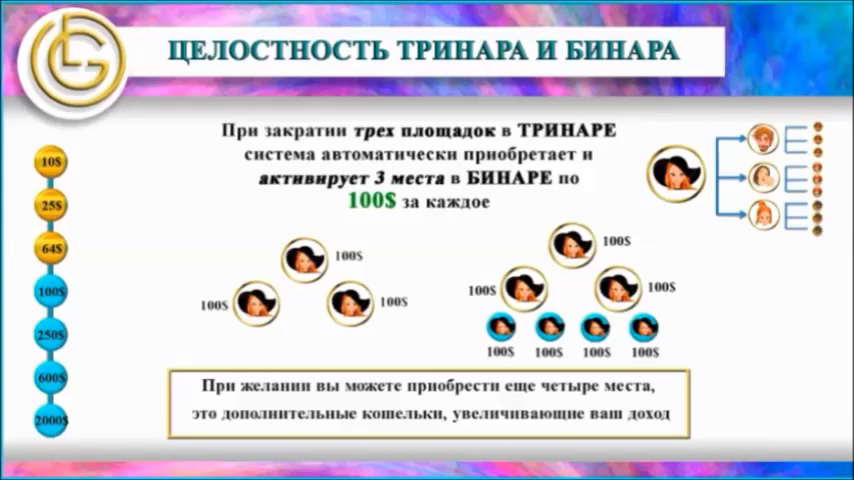 LG
ЦЕЛОСТНОСТЬ ТРИНАРА И БИНАРА
При закратии трех площадок в ТРИНАРЕ
система автоматически приобретает и
активирует 3 места в БИНАРЕ по
100$ за каждое
10$
25$
64$
100$
250$
600$
2000$
100$
100$
100$
100$
100$
100$
100$
100$
100$
100$
При желании вы можете приобрести еще четыре места,
это дополнительные кошельки, увеличивающие ваш доход